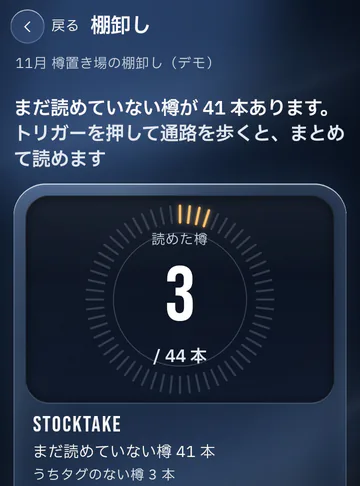 戻る 棚卸し
11月 樽置き場の棚卸し（デモ）
まだ読めていない樽が 41 本あります。
トリガーを押して通路を歩くと、まとめ
て読めます
読めた樽
3
/ 44 本
STOCKTAKE
まだ読めていない樽 41 本
うちタグのない樽 3 本